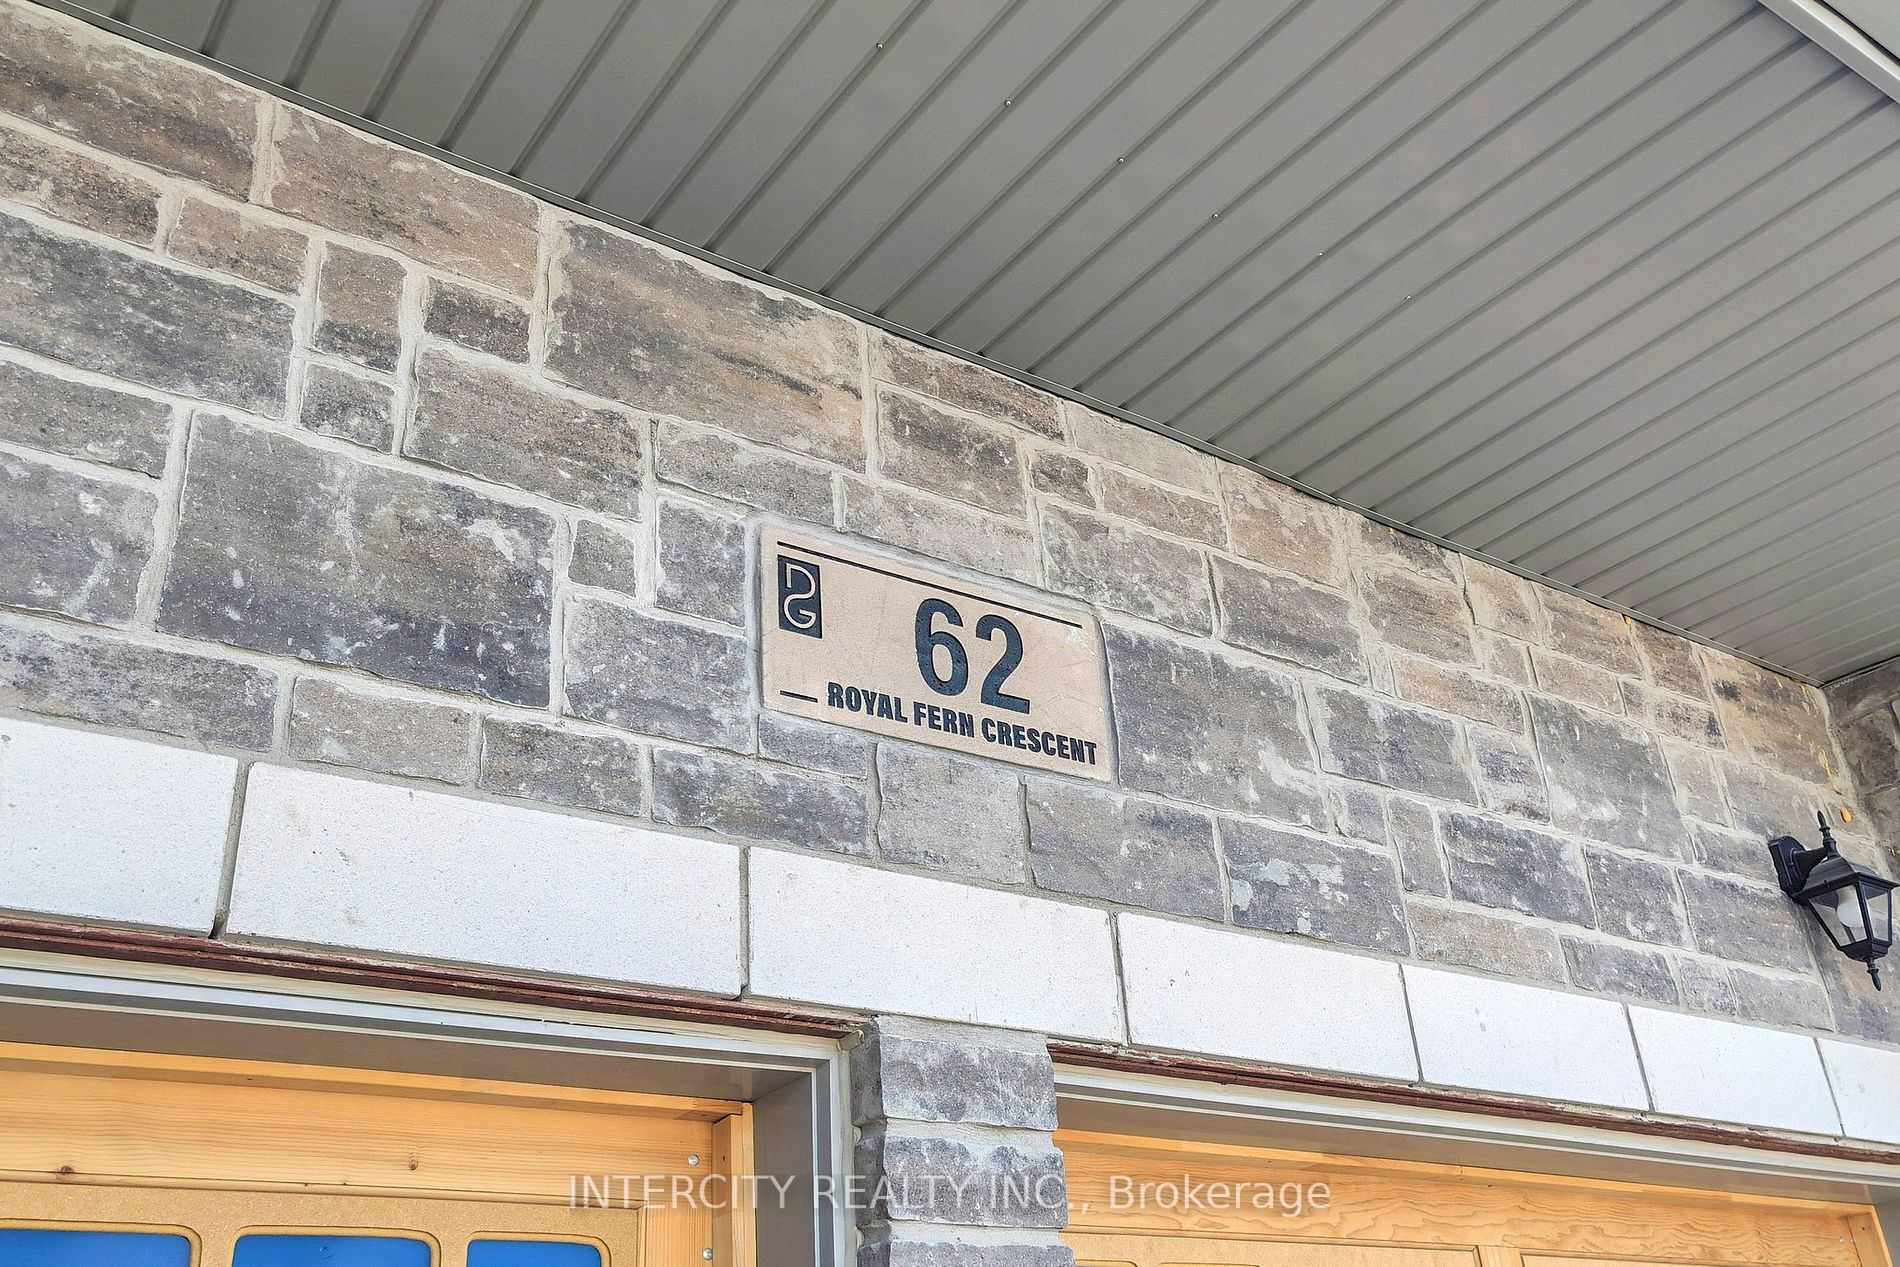 DG
62
ROYAL FERN CRESCENT
INTERCITY REALTY INC., Brokerage